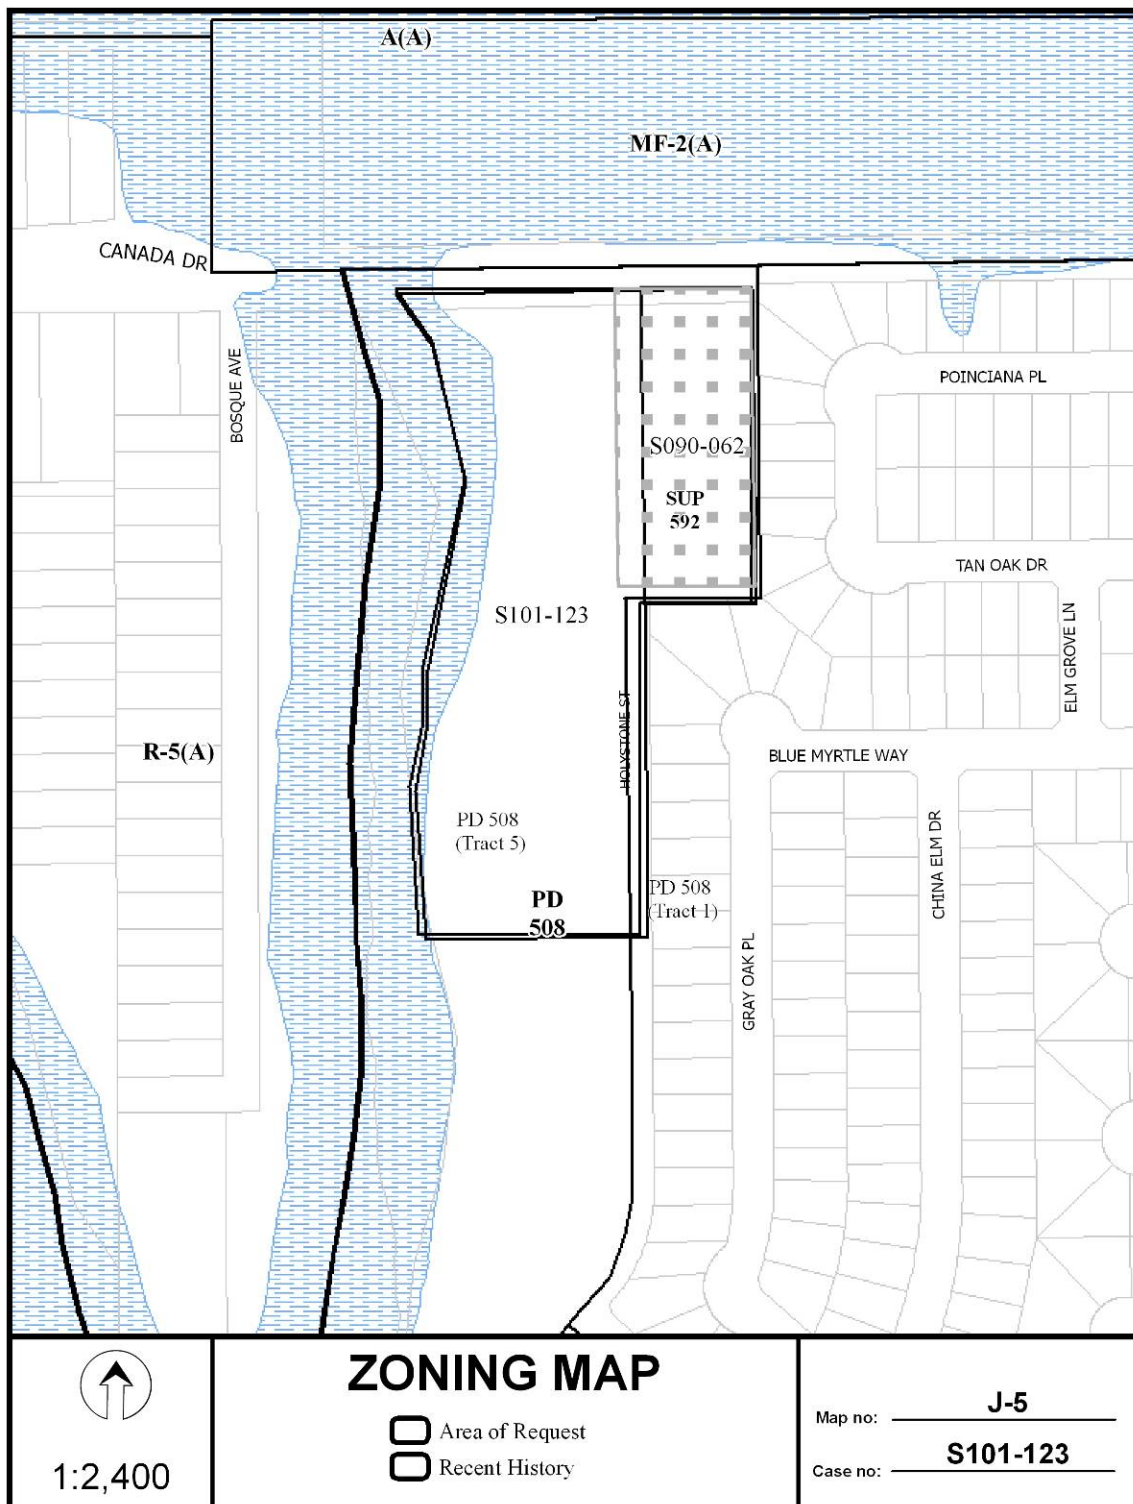 A(A)
MF-2(A)
CANADA DR
BOSQUE AVE
POINCIANA PL
S090-062
SUP
592
TAN OAK DR
S101-123
ELM GROVE LN
HOLYSTONE ST
R-5(A)
BLUE MYRTLE WAY
PD 508
(Tract 5)
CHINA ELM DR
PD
508
PD 508
(Tract 1)
GRAY OAK PL
1:2,400
ZONING MAP
Area of Request
Recent History
Map no: J-5
Case no: S101-123